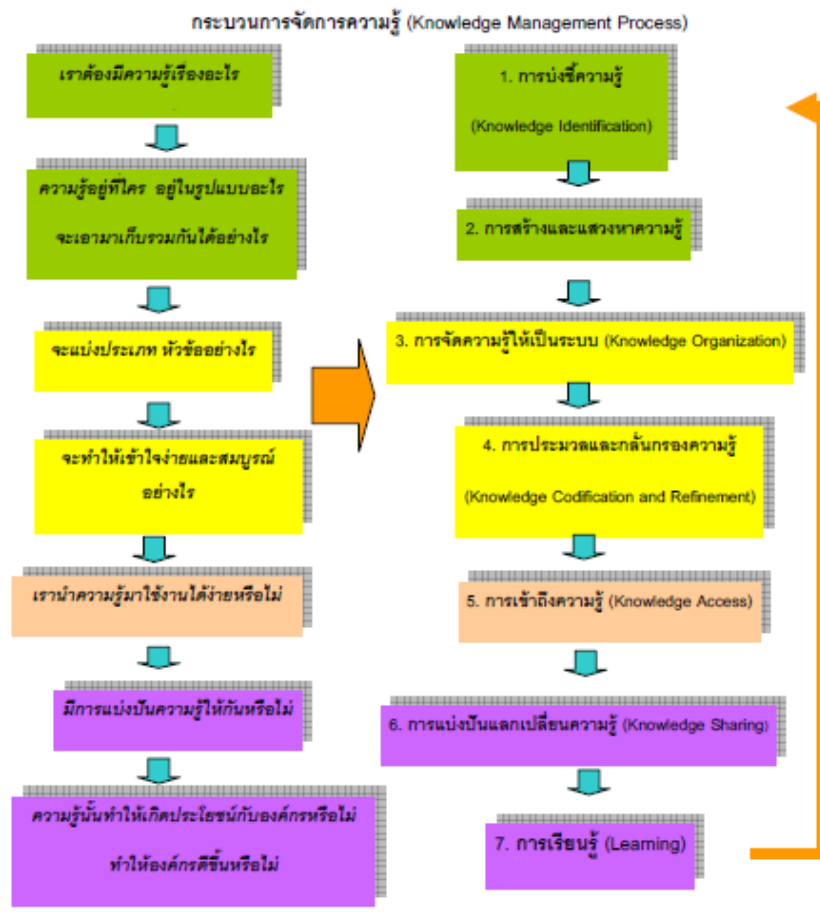 กระบวนการจัดการความรู้ (Knowledge Management Process)
เราต้องมีความรู้เรื่องอะไร
ความรู้อยู่ที่ใคร อยู่ในรูปแบบอะไร
จะเอามาเก็บรวมกันได้อย่างไร
จะแบ่งประเภท หัวข้ออย่างไร
จะทำให้เข้าใจง่ายและสมบูรณ์
อย่างไร
เรานำความรู้มาใช้งานได้ง่ายหรือไม่
มีการแบ่งปันความรู้ให้กันหรือไม่
ความรู้นั้นทำให้เกิดประโยชน์กับองค์กรหรือไม่
ทำให้องค์กรดีขึ้นหรือไม่
1. การบ่งชี้ความรู้
(Knowledge Identification)
2. การสร้างและแสวงหาความรู้
3. การจัดความรู้ให้เป็นระบบ (Knowledge Organization)
4. การประมวลและกลั่นกรองความรู้
(Knowledge Codification and Refinement)
5. การเข้าถึงความรู้ (Knowledge Access)
6. การแบ่งปันแลกเปลี่ยนความรู้ (Knowledge Sharing)
7. การเรียนรู้ (Learning)